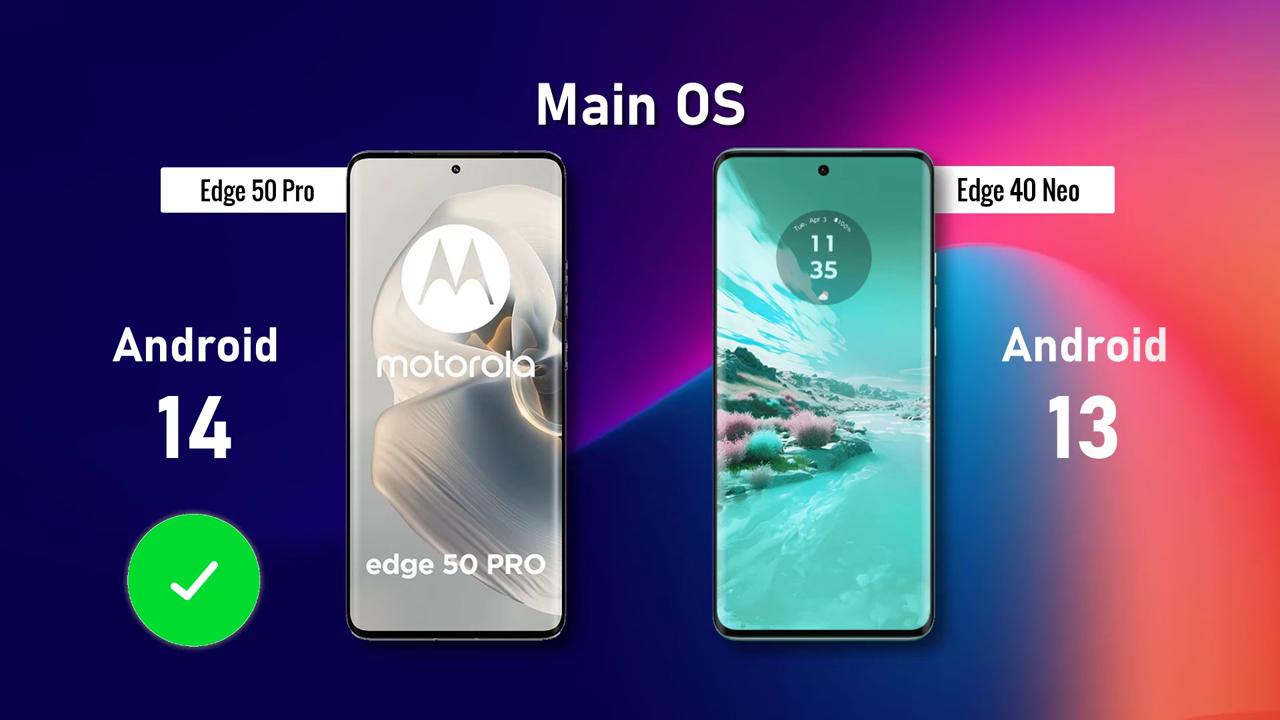 Main OS
Edge 50 Pro
Edge 40 Neo
Tue, Apr 3 100%
11
35
motorola
Android
14
Android
13
edge 50 PRO